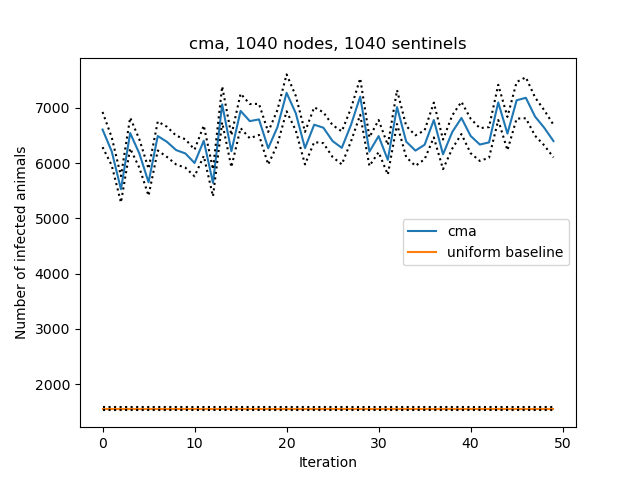 cma, 1040 nodes, 1040 sentinels
Number of infected animals
7000
6000
5000
4000
3000
2000
cma
uniform baseline
0
10
20
30
40
50
Iteration